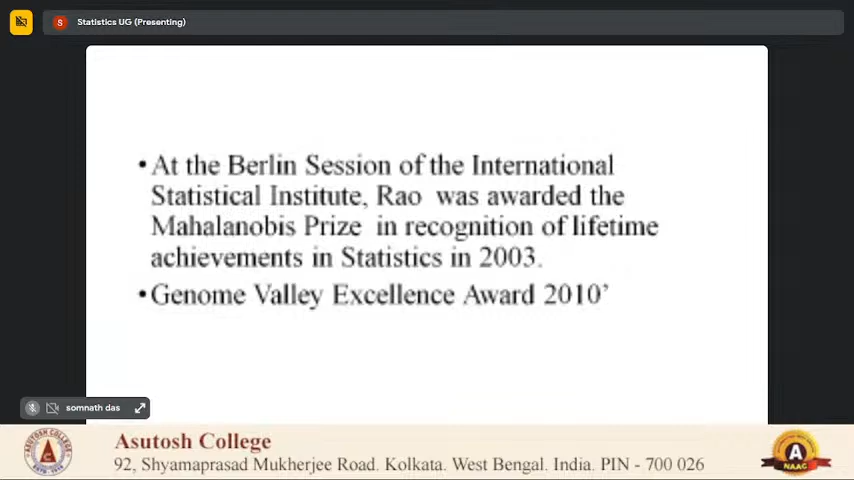 S Statistics UG (Presenting)
•At the Berlin Session of the International
Statistical Institute, Rao was awarded the
Mahalanobis Prize in recognition of lifetime
achievements in Statistics in 2003.
•Genome Valley Excellence Award 2010’
somnath das
Asutosh College
92, Shyamaprasad Mukherjee Road. Kolkata. West Bengal. India. PIN - 700 026
ASUTOSH COLLEGE
A
NAAC